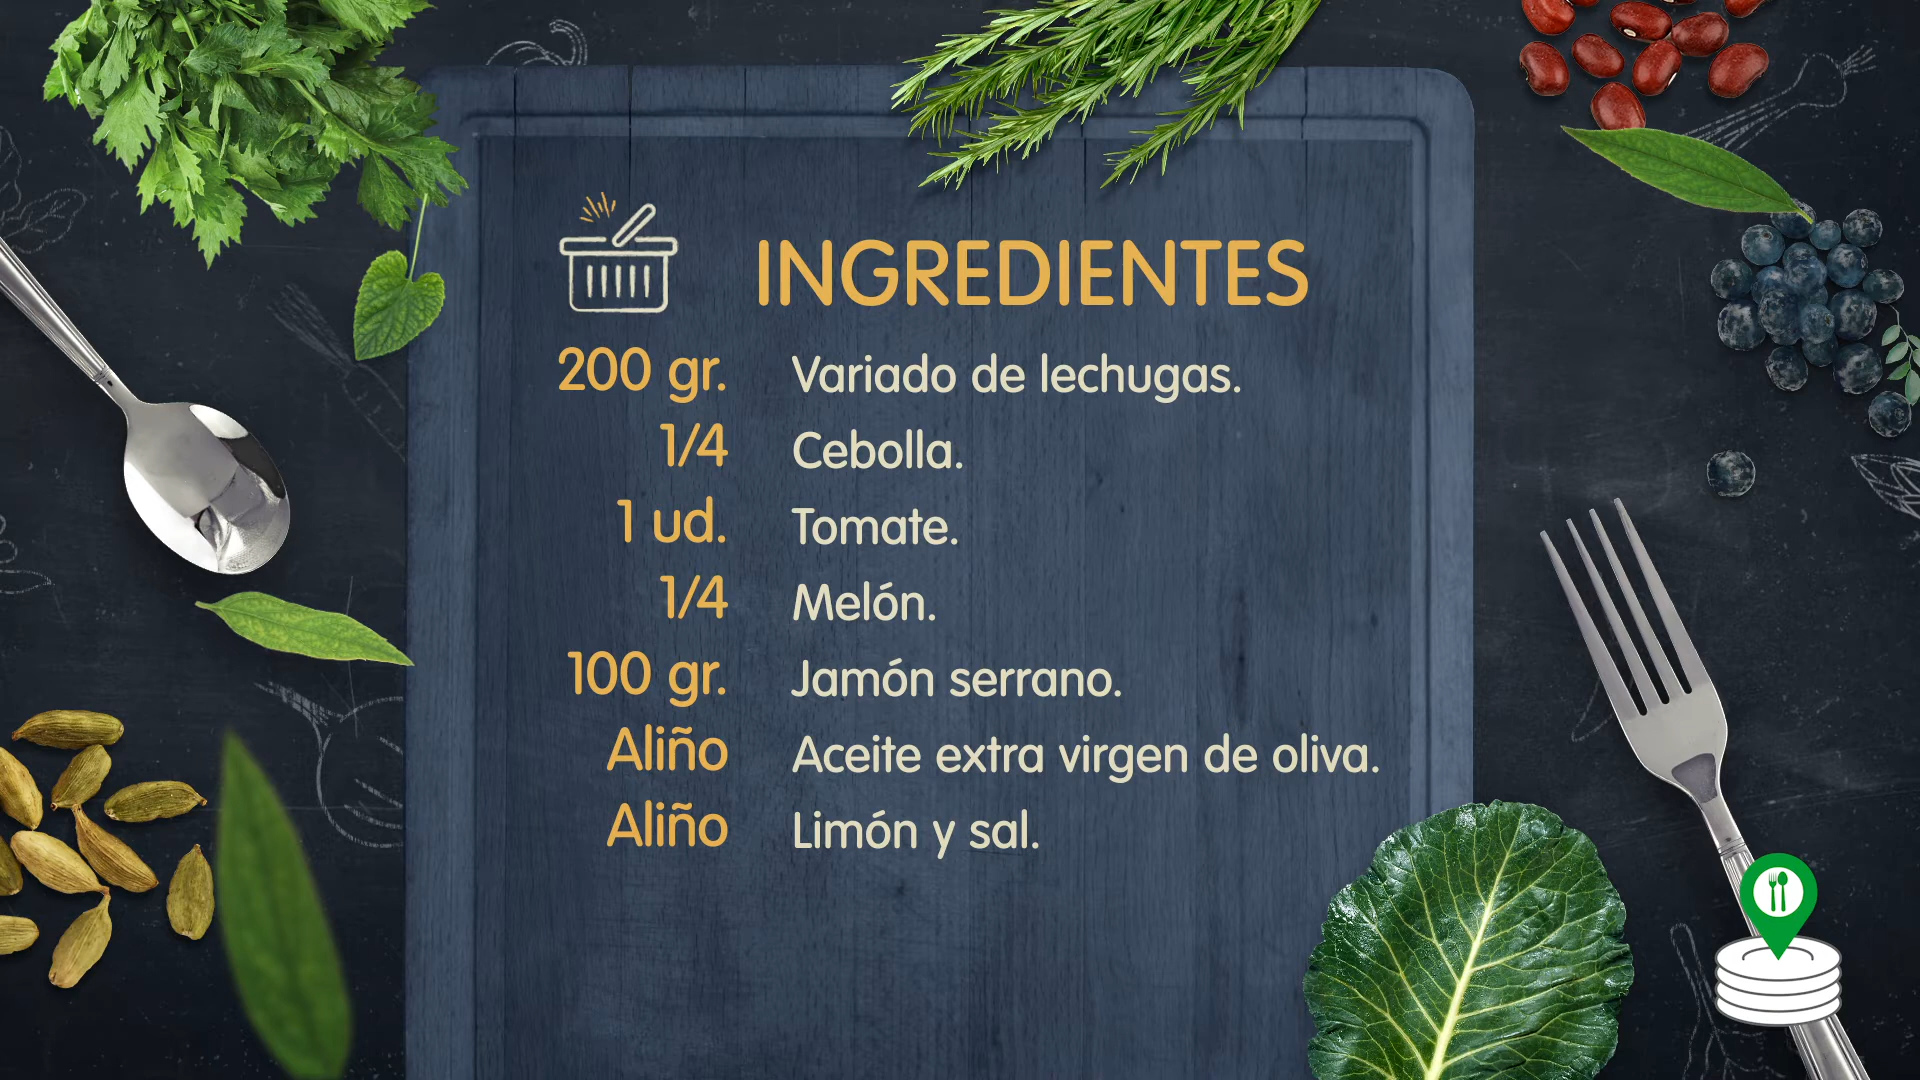 INGREDIENTES
200 gr. Variado de lechugas.
1/4 Cebolla.
1 ud. Tomate.
1/4 Melón.
100 gr. Jamón serrano.
Aliño Aceite extra virgen de oliva.
Aliño Limón y sal.